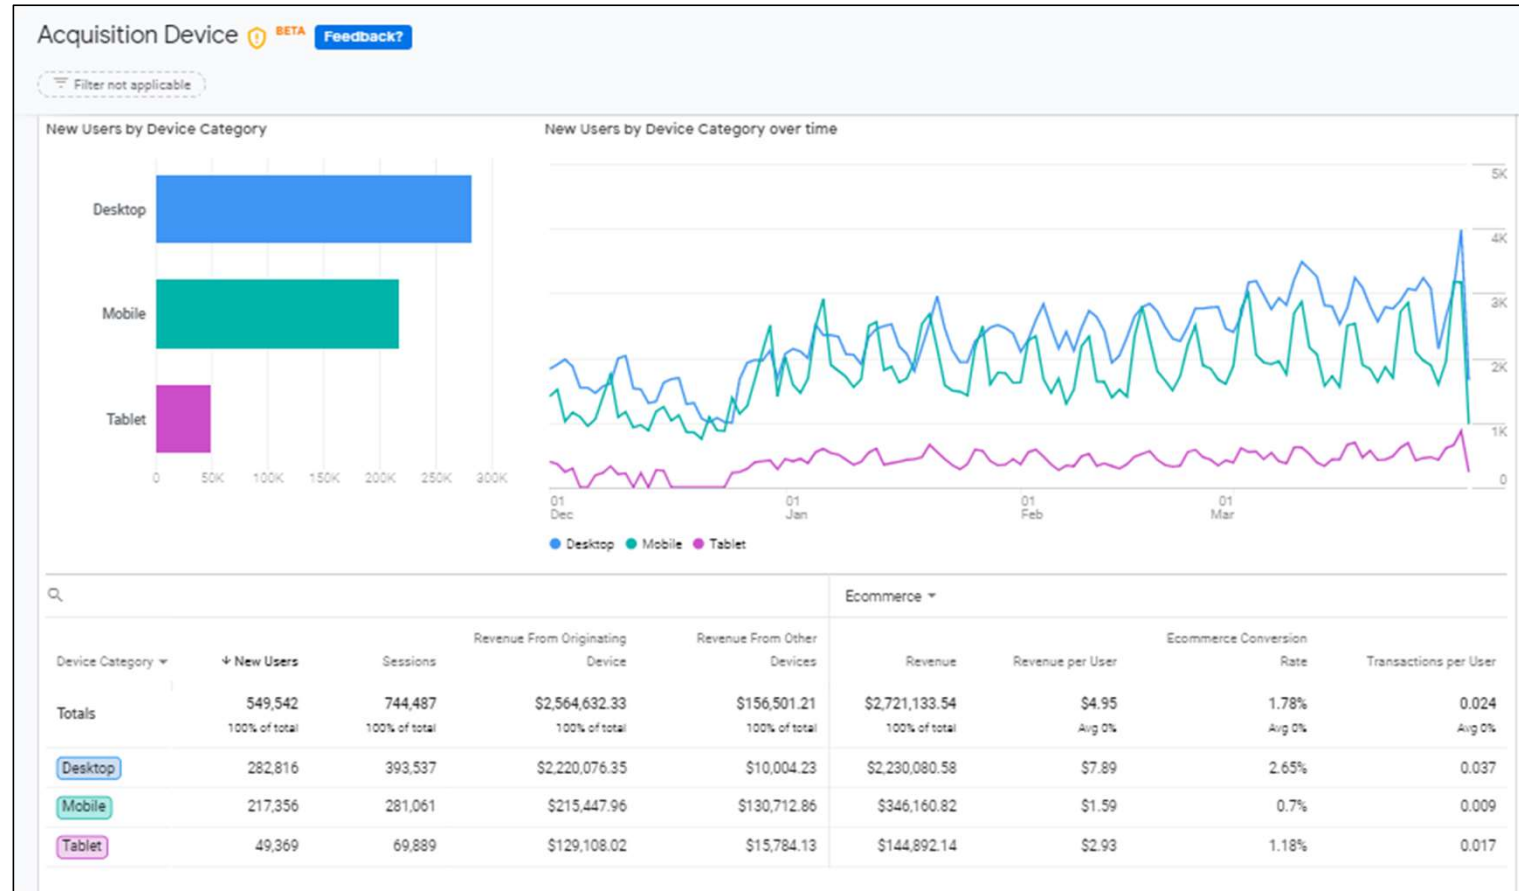 Acquisition Device BETA Feedback?
Filter not applicable
New Users by Device Category
Desktop
Mobile
Tablet
0 50K 100K 150K 200K 250K 300K
New Users by Device Category over time
5K
4K
3K
2K
1K
0
01 01 01 01
Dec Jan Feb Mar
Desktop Mobile Tablet
Ecommerce
Revenue From Originating Revenue From Other Ecommerce Conversion
Device Category New Users Sessions Device Devices Revenue Revenue per User Rate Transactions per User
Totals 549,542 744,487 $2,564,632.33 $156,501.21 $2,721,133.54 $4.95 1.78% 0.024
100% of total 100% of total 100% of total 100% of total 100% of total Avg 0% Avg 0% Avg 0%
Desktop 282,816 393,537 $2,220,076.35 $10,004.23 $2,230,080.58 $7.89 2.65% 0.037
Mobile 217,356 281,061 $215,447.96 $130,712.86 $346,160.82 $1.59 0.7% 0.009
Tablet 49,369 69,889 $129,108.02 $15,784.13 $144,892.14 $2.93 1.18% 0.017